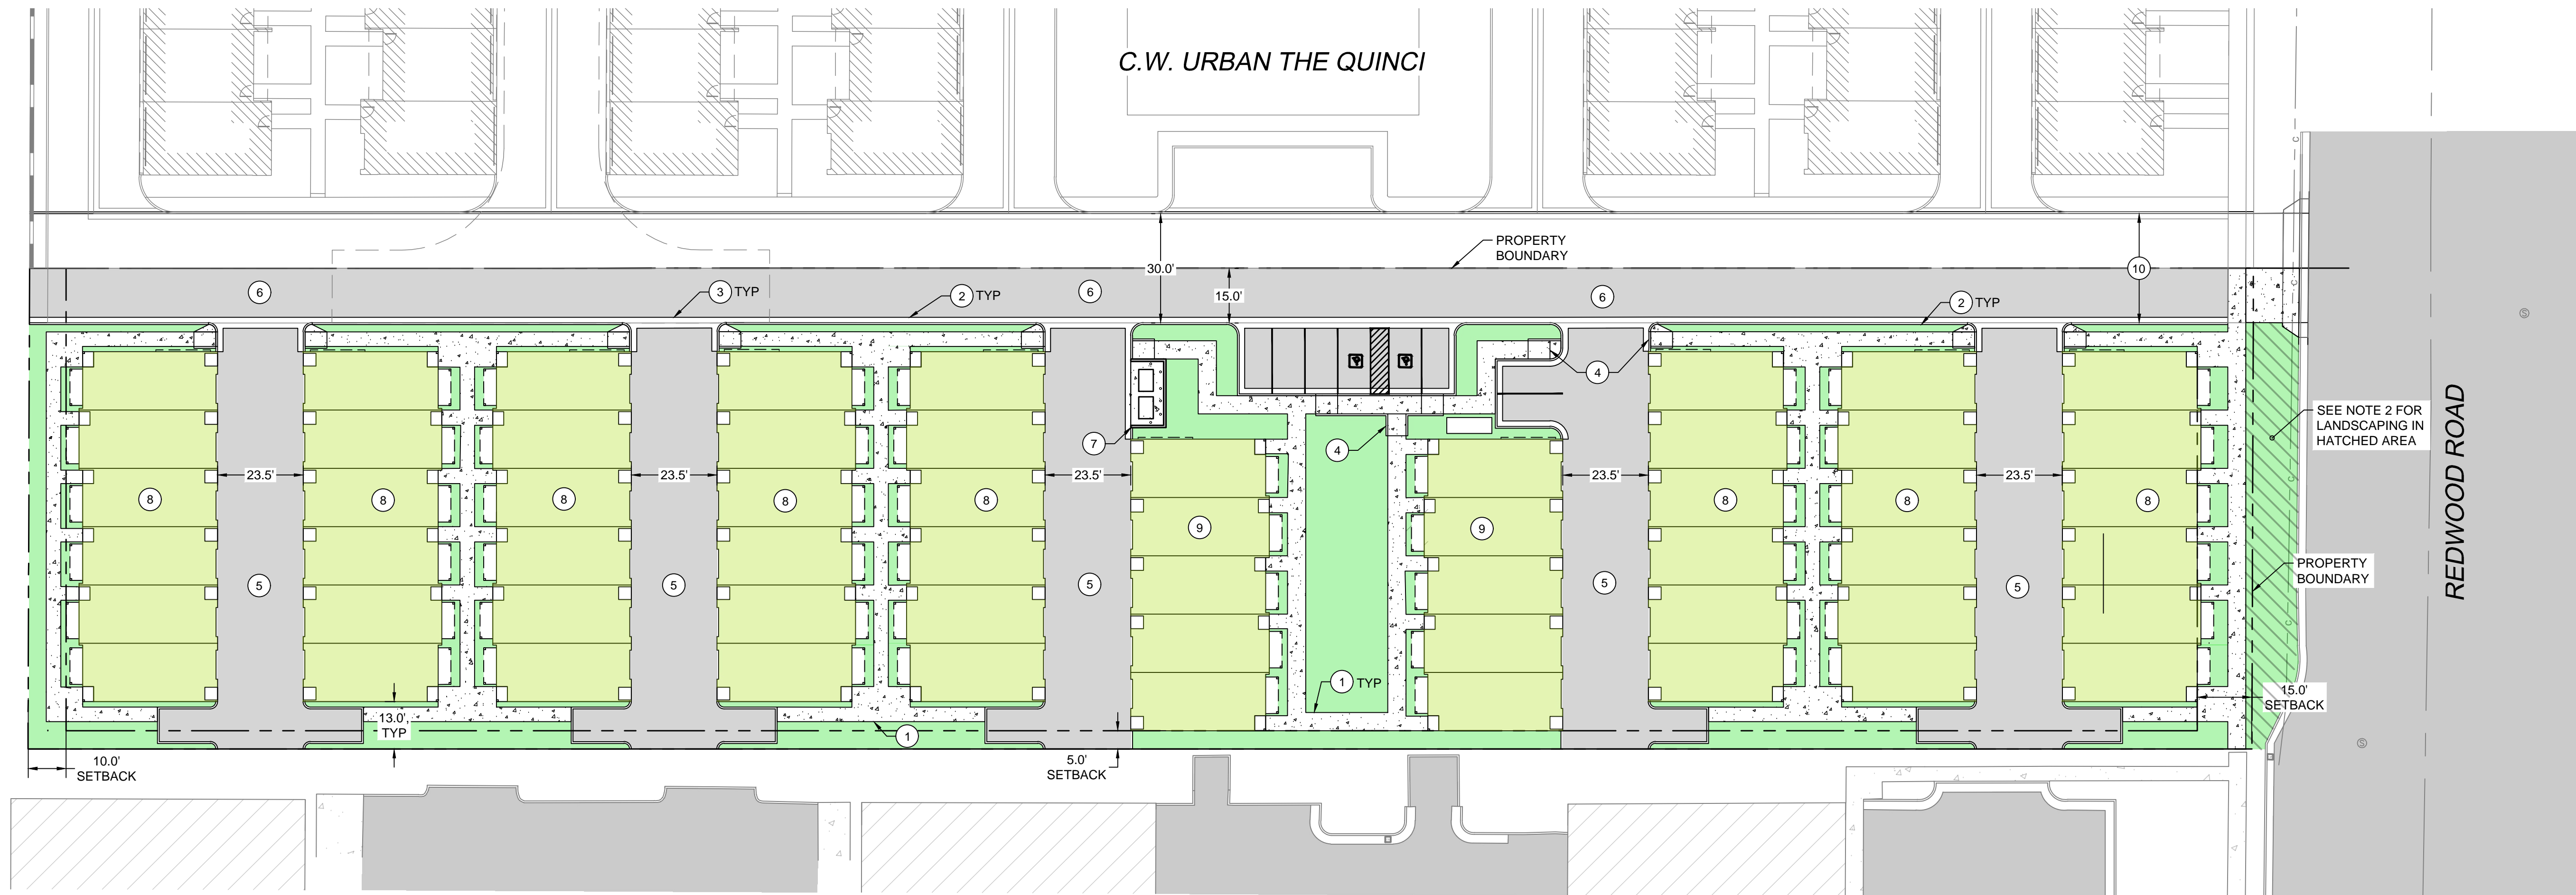 C.W. URBAN THE QUINCI
PROPERTY
BOUNDARY
30.0'
10
6
3 TYP
2 TYP
6
15.0'
6
2 TYP
4
7
4
SEE NOTE 2 FOR
LANDSCAPING IN
HATCHED AREA
REDWOOD ROAD
23.5'
23.5'
23.5'
23.5'
23.5'
8
8
8
8
8
9
9
8
8
8
5
5
5
5
5
PROPERTY
BOUNDARY
1 TYP
13.0'
TYP
1
15.0'
SETBACK
10.0'
SETBACK
5.0'
SETBACK
C
C
C
C
S
S